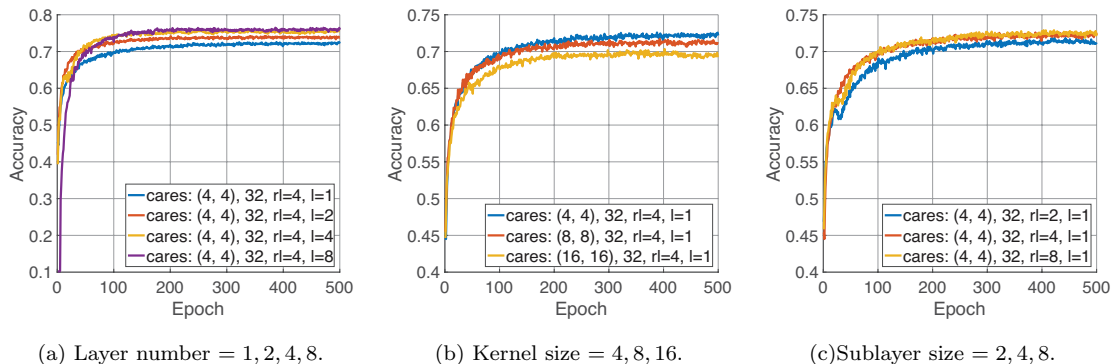 0.8
0.7
0.6
0.5
0.4
0.3
0.2
0.1
Accuracy
cares: (4, 4), 32, rl=4, l=1
cares: (4, 4), 32, rl=4, l=2
cares: (4, 4), 32, rl=4, l=4
cares: (4, 4), 32, rl=4, l=8
0 100 200 300 400 500
Epoch
(a) Layer number = 1, 2, 4, 8.
0.75
0.7
0.65
0.6
0.55
0.5
0.45
0.4
Accuracy
cares: (4, 4), 32, rl=4, l=1
cares: (8, 8), 32, rl=4, l=1
cares: (16, 16), 32, rl=4, l=1
0 100 200 300 400 500
Epoch
(b) Kernel size = 4, 8, 16.
0.75
0.7
0.65
0.6
0.55
0.5
0.45
0.4
Accuracy
cares: (4, 4), 32, rl=2, l=1
cares: (4, 4), 32, rl=4, l=1
cares: (4, 4), 32, rl=8, l=1
0 100 200 300 400 500
Epoch
(c)Sublayer size = 2, 4, 8.